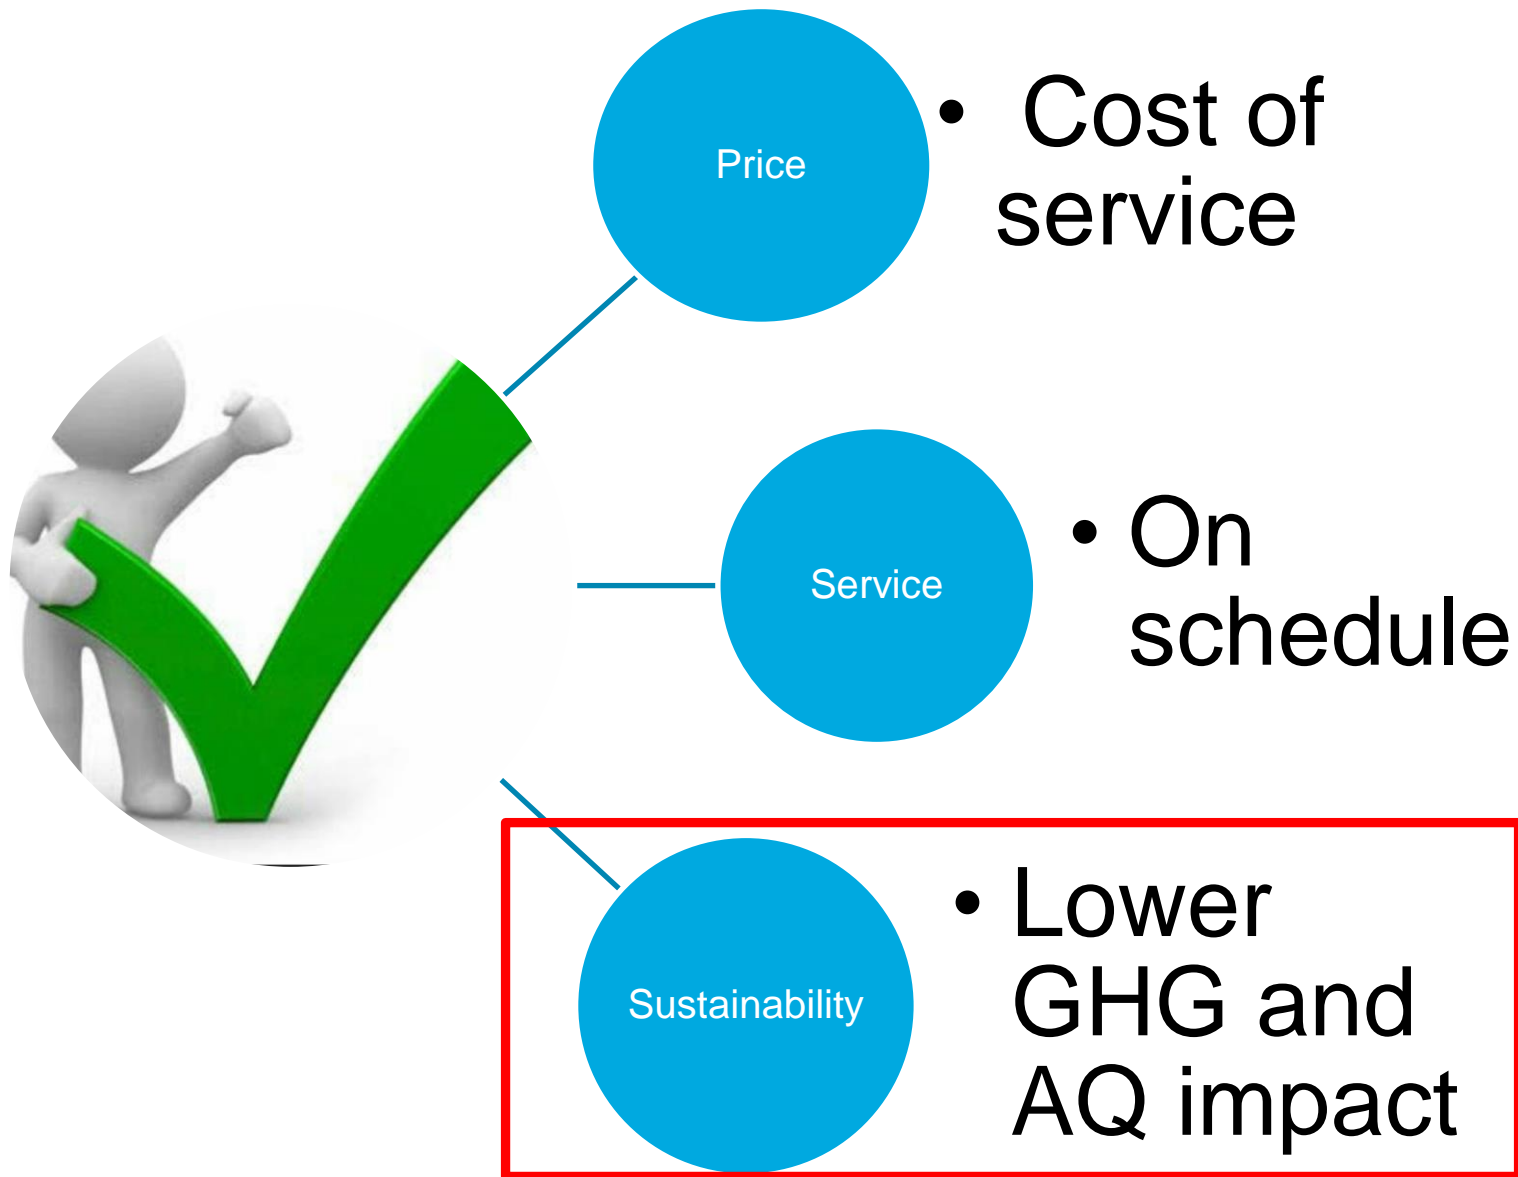 Price
• Cost of
service
Service
• On
schedule
Sustainability
• Lower
GHG and
AQ impact